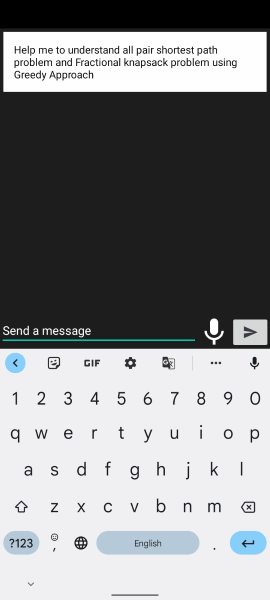 Help me to understand all pair shortest path
problem and Fractional knapsack problem using
Greedy Approach
Send a message
GIF
1 2 3 4 5 6 7 8 9 0
q w e r t y u i o p
a s d f g h j k l
z x c v b n m
?123 , English .